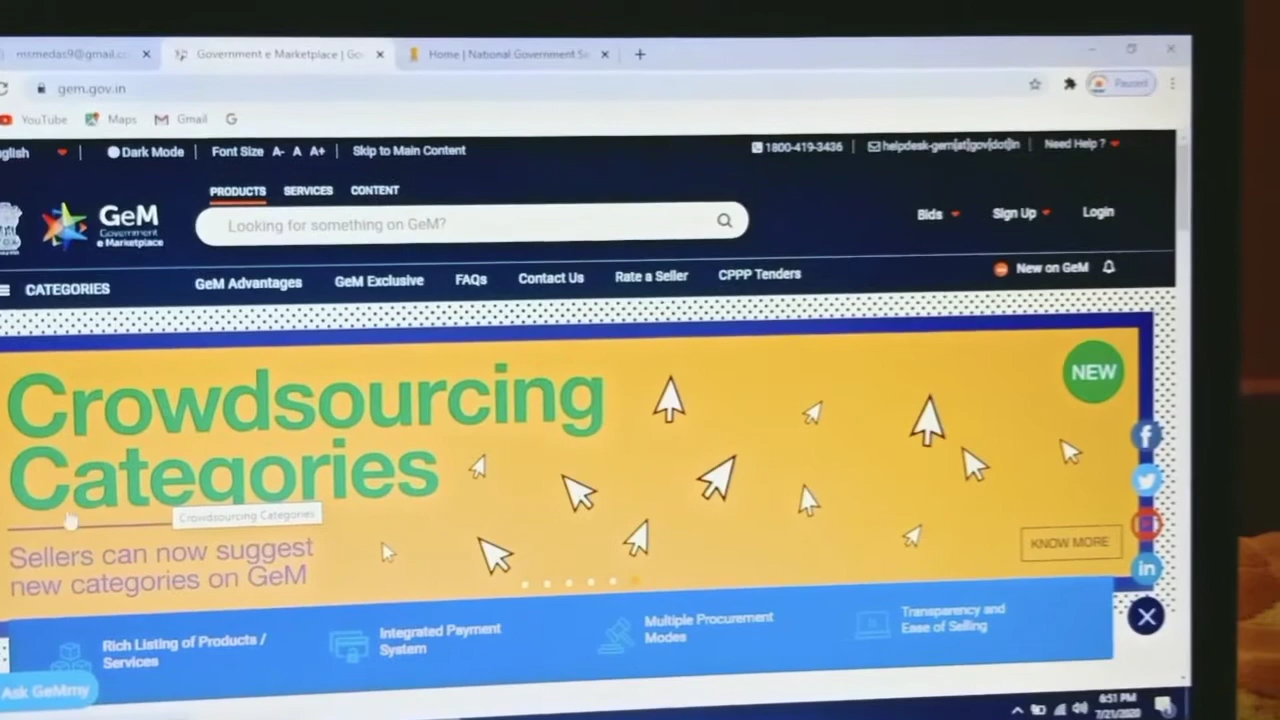 msmedas9@gmail.co
Government e Marketplace | Go
Home | National Government Se
gem.gov.in
Paused
YouTube
Maps
Gmail
glish
Dark Mode
Font Size A- A A+
Skip to Main Content
1800-419-3436
helpdesk-gem[at]gov[dot]in
Need Help ?
PRODUCTS SERVICES CONTENT
GeM
Government
e Marketplace
Looking for something on GeM?
Bids
Sign Up
Login
CATEGORIES
GeM Advantages
GeM Exclusive
FAQs
Contact Us
Rate a Seller
CPPP Tenders
New on GeM
Crowdsourcing
Categories
NEW
Crowdsourcing Categories
Sellers can now suggest
new categories on GeM
KNOW MORE
Rich Listing of Products /
Services
Integrated Payment
System
Multiple Procurement
Modes
Transparency and
Ease of Selling
Ask GeMmy
6:51 PM
7/21/2020